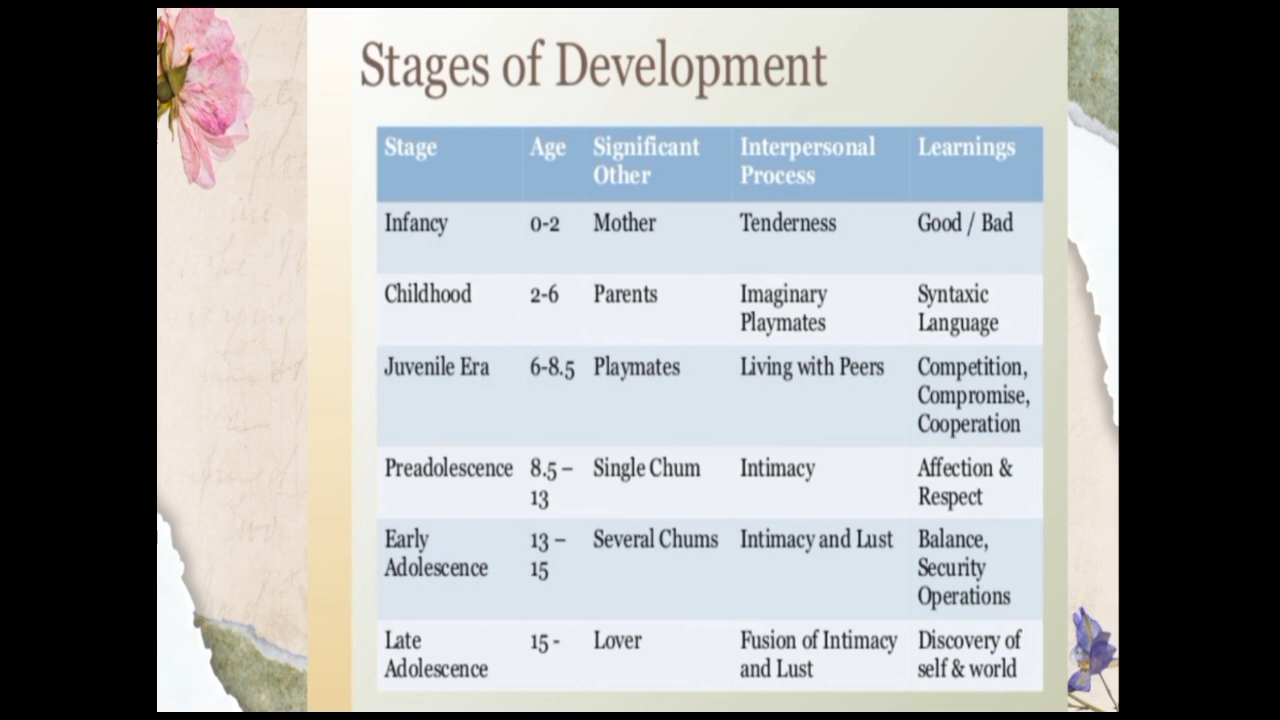 Stages of Development
Stage Age Significant Other Interpersonal Process Learnings
Infancy 0-2 Mother Tenderness Good / Bad
Childhood 2-6 Parents Imaginary Playmates Syntaxic Language
Juvenile Era 6-8.5 Playmates Living with Peers Competition, Compromise, Cooperation
Preadolescence 8.5 – 13 Single Chum Intimacy Affection & Respect
Early Adolescence 13 – 15 Several Chums Intimacy and Lust Balance, Security Operations
Late Adolescence 15 - Lover Fusion of Intimacy and Lust Discovery of self & world